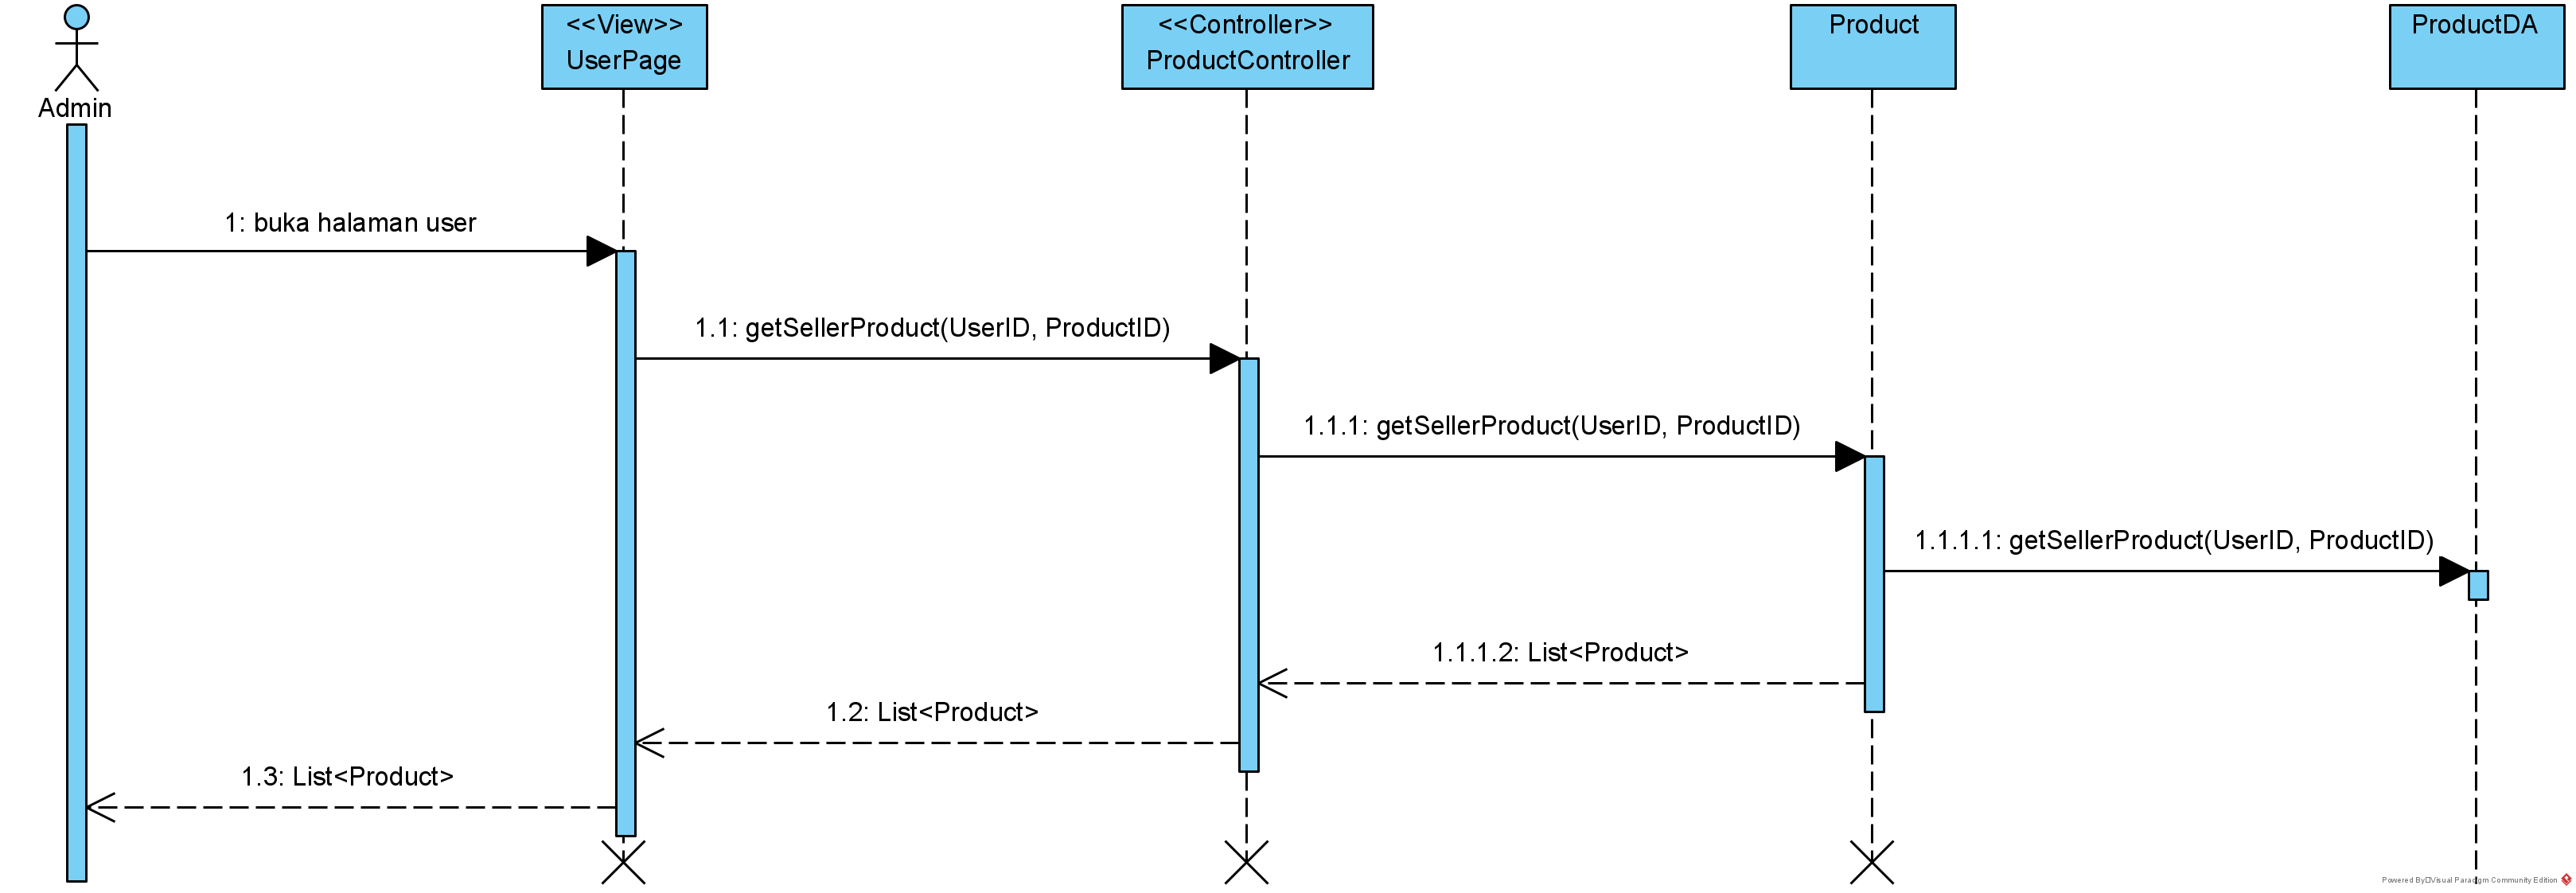 Admin
<<View>>
UserPage
<<Controller>>
ProductController
Product
ProductDA
1: buka halaman user
1.1: getSellerProduct(UserID, ProductID)
1.1.1: getSellerProduct(UserID, ProductID)
1.1.1.1: getSellerProduct(UserID, ProductID)
1.1.1.2: List<Product>
1.2: List<Product>
1.3: List<Product>
Powered By Visual Paradigm Community Edition